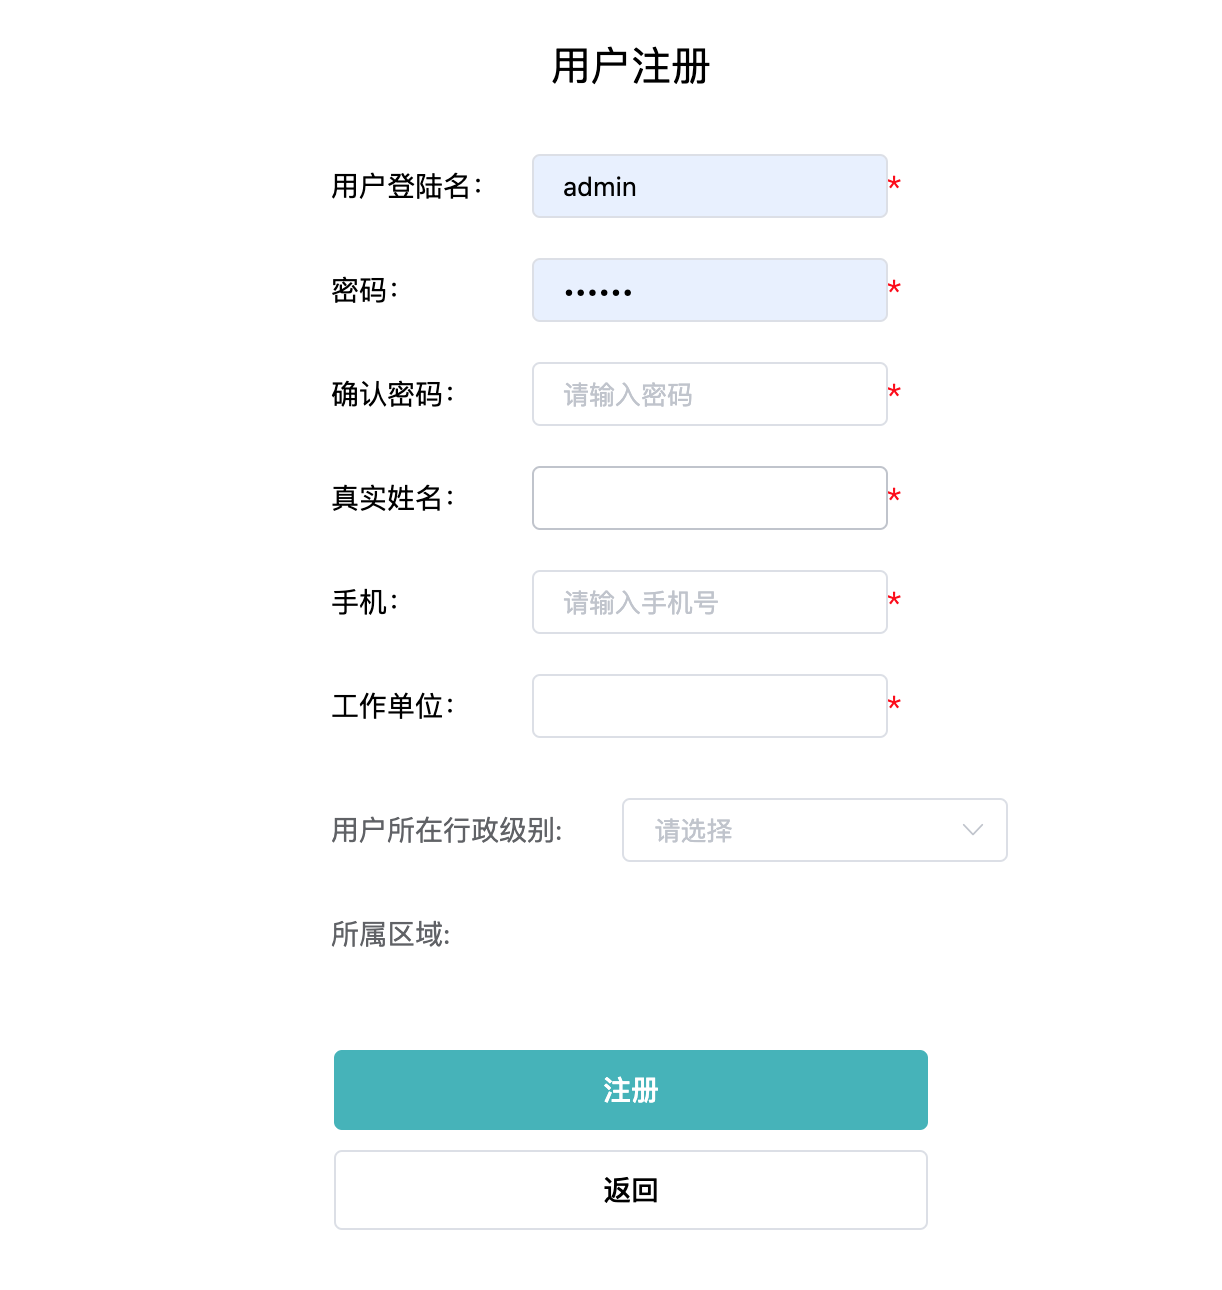 用户注册
用户登陆名： admin *
密码： •••••• *
确认密码： 请输入密码 *
真实姓名： *
手机： 请输入手机号 *
工作单位： *
用户所在行政级别: 请选择
所属区域:
注册
返回